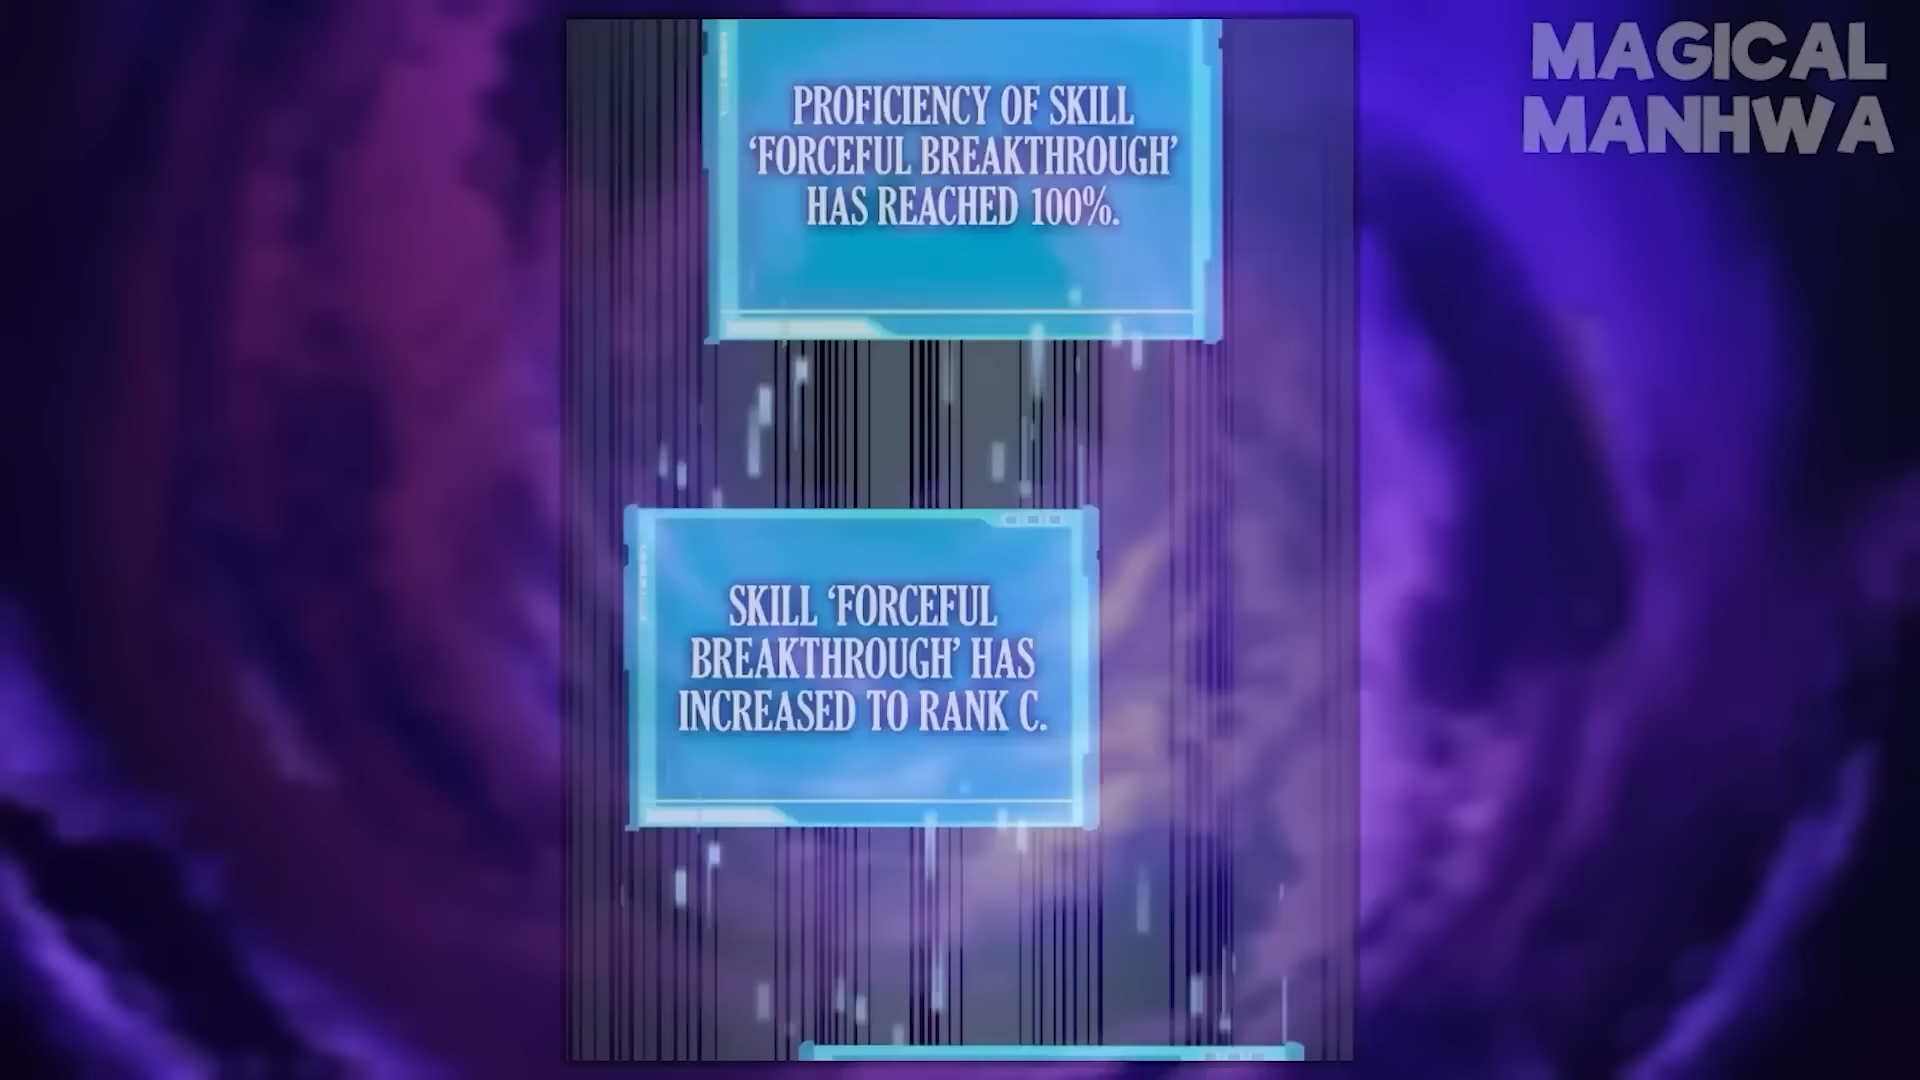 MAGICAL
MANHWA
PROFICIENCY OF SKILL
‘FORCEFUL BREAKTHROUGH’
HAS REACHED 100%.
SKILL ‘FORCEFUL
BREAKTHROUGH’ HAS
INCREASED TO RANK C.